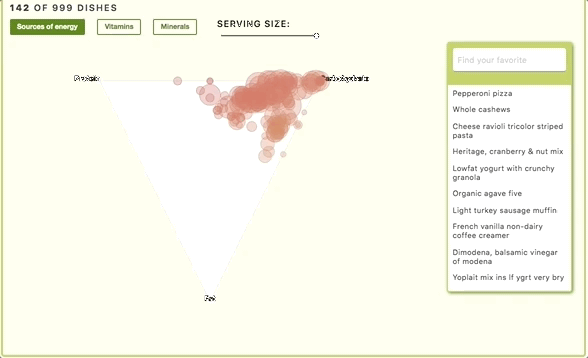 142 OF 999 DISHES
Sources of energy
Vitamins
Minerals
SERVING SIZE:
Find your favorite
Pepperoni pizza
Whole cashews
Cheese ravioli tricolor striped
pasta
Heritage, cranberry & nut mix
Lowfat yogurt with crunchy
granola
Organic agave five
Light turkey sausage muffin
French vanilla non-dairy
coffee creamer
Dimodena, balsamic vinegar
of modena
Yoplait mix ins lf ygrt very bry
Fat